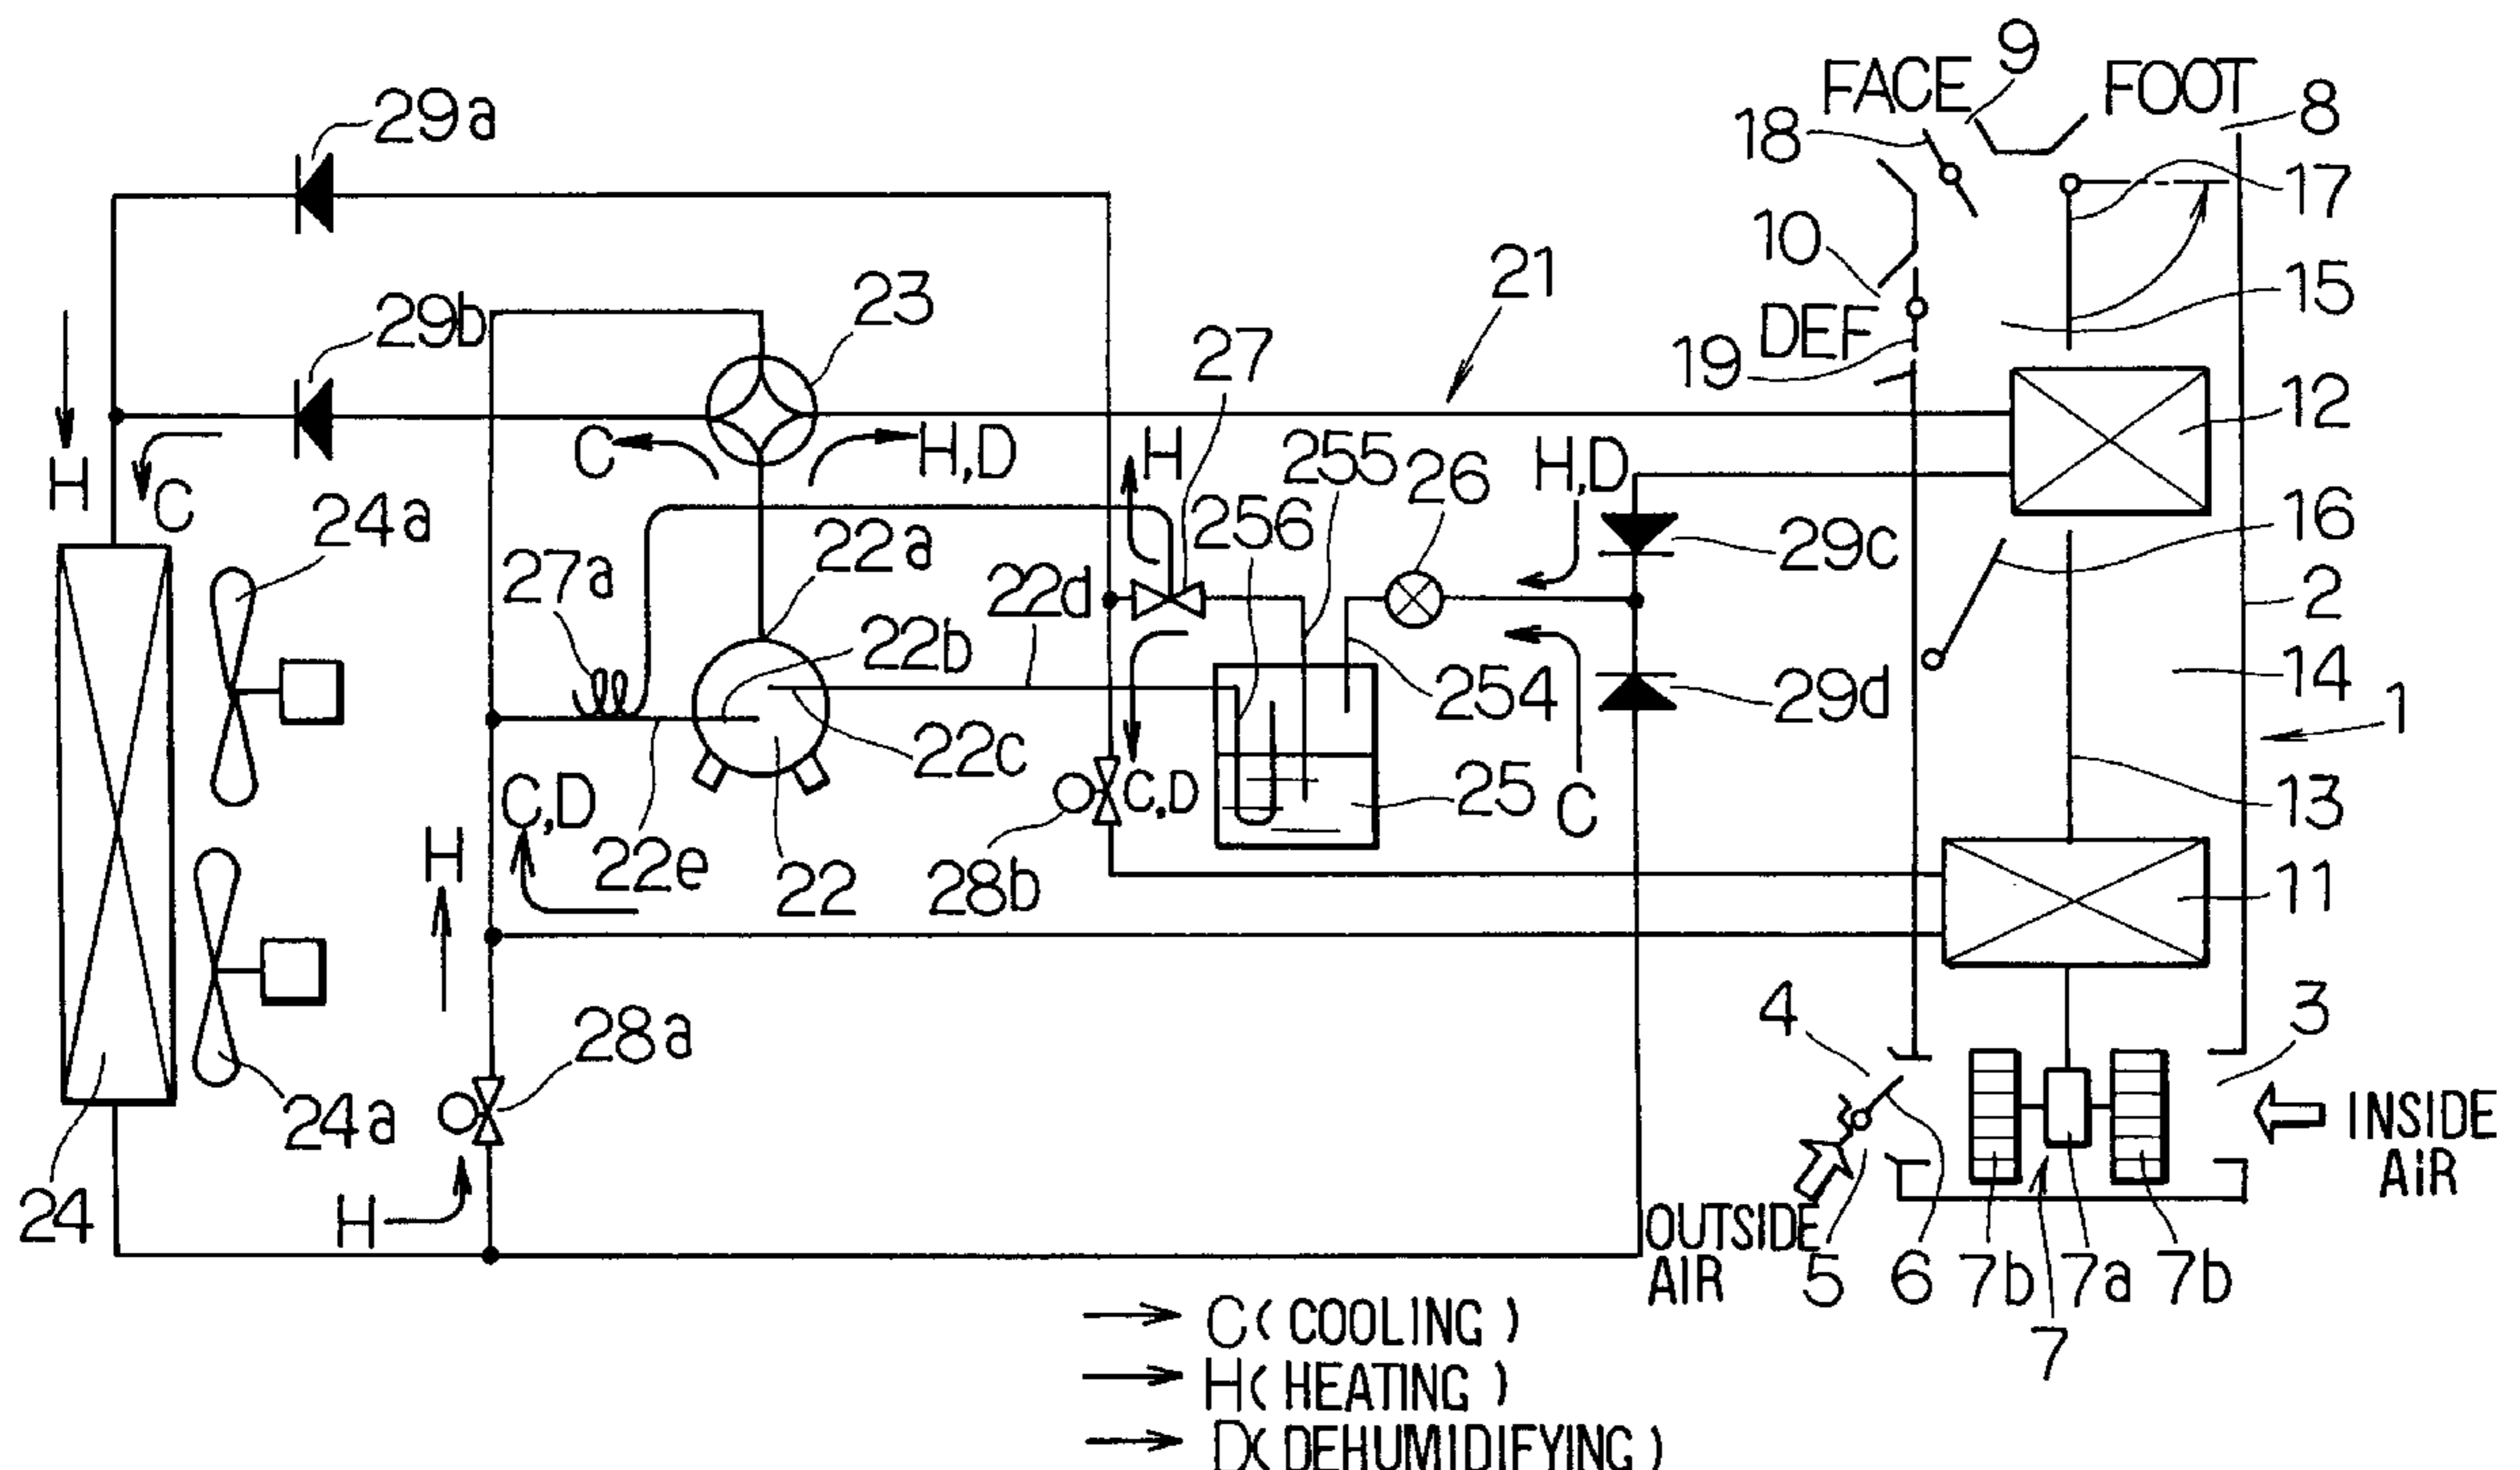 9
FACE
FOOT
8
18
29a
17
10
21
23
15
29b
DEF
27
19
12
C
H,D
H
255
26
H,D
H
C
24a
256
16
22a
29c
27a
22d
2
22b
14
254
29d
1
22c
C,D
C,D
25
C
13
H
22e
22
28b
11
28a
4
3
24a
INSIDE
AiR
24
H
OUTSIDE
AIR
5
6
7b
7a
7b
7
C( COOLING )
H( HEATING )
D( DEHUMIDIFYING )